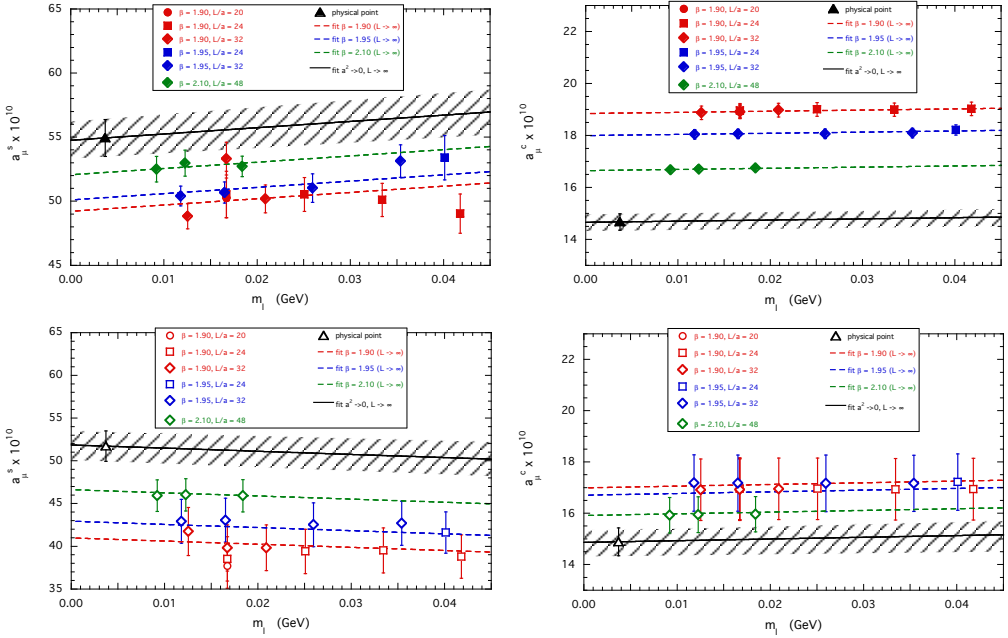 β = 1.90, L/a = 20
β = 1.90, L/a = 24
β = 1.90, L/a = 32
β = 1.95, L/a = 24
β = 1.95, L/a = 32
β = 2.10, L/a = 48
physical point
fit β = 1.90 (L -> ∞)
fit β = 1.95 (L -> ∞)
fit β = 2.10 (L -> ∞)
fit a² ->0, L -> ∞
a_μ^s x 10^10
65
60
55
50
45
0.00 0.01 0.02 0.03 0.04
m_l (GeV)
β = 1.90, L/a = 20
β = 1.90, L/a = 24
β = 1.90, L/a = 32
β = 1.95, L/a = 24
β = 1.95, L/a = 32
β = 2.10, L/a = 48
physical point
fit β = 1.90 (L -> ∞)
fit β = 1.95 (L -> ∞)
fit β = 2.10 (L -> ∞)
fit a² ->0, L -> ∞
a_μ^c x 10^10
22
20
18
16
14
0.00 0.01 0.02 0.03 0.04
m_l (GeV)
β = 1.90, L/a = 20
β = 1.90, L/a = 24
β = 1.90, L/a = 32
β = 1.95, L/a = 24
β = 1.95, L/a = 32
β = 2.10, L/a = 48
physical point
fit β = 1.90 (L -> ∞)
fit β = 1.95 (L -> ∞)
fit β = 2.10 (L -> ∞)
fit a² ->0, L -> ∞
a_μ^s x 10^10
65
60
55
50
45
40
35
0.00 0.01 0.02 0.03 0.04
m_l (GeV)
β = 1.90, L/a = 20
β = 1.90, L/a = 24
β = 1.90, L/a = 32
β = 1.95, L/a = 24
β = 1.95, L/a = 32
β = 2.10, L/a = 48
physical point
fit β = 1.90 (L -> ∞)
fit β = 1.95 (L -> ∞)
fit β = 2.10 (L -> ∞)
fit a² ->0, L -> ∞
a_μ^c x 10^10
22
20
18
16
14
0.00 0.01 0.02 0.03 0.04
m_l (GeV)